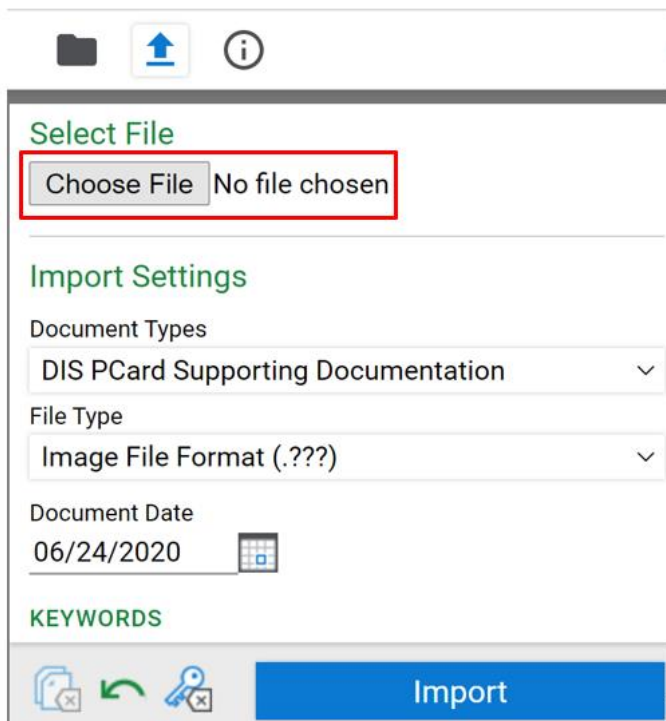 Select File
Choose File No file chosen
Import Settings
Document Types
DIS PCard Supporting Documentation
File Type
Image File Format (.???)
Document Date
06/24/2020
KEYWORDS
Import